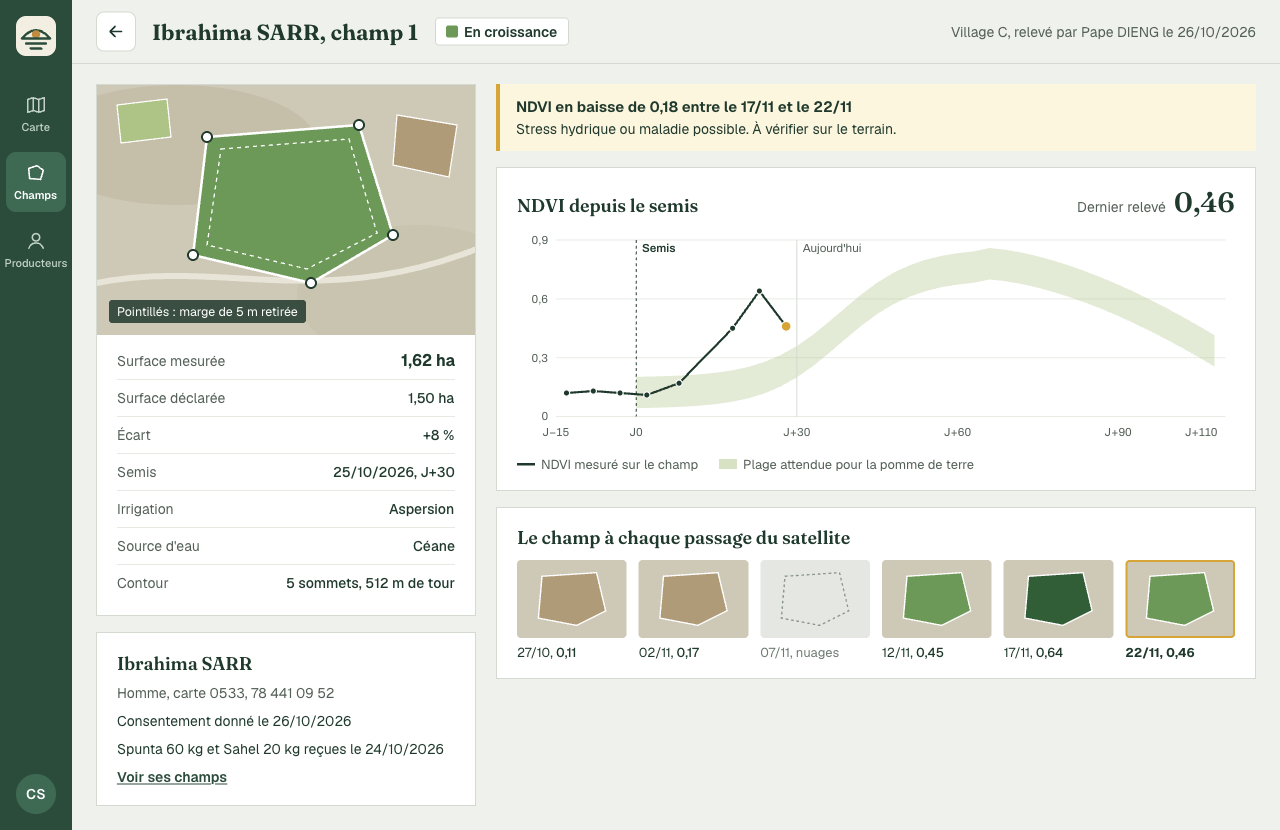 Ibrahima SARR, champ 1
En croissance
Village C, relevé par Pape DIENG le 26/10/2026
Carte
Champs
Producteurs
CS
Pointillés : marge de 5 m retirée
Surface mesurée 1,62 ha
Surface déclarée 1,50 ha
Écart +8 %
Semis 25/10/2026, J+30
Irrigation Aspersion
Source d'eau Céane
Contour 5 sommets, 512 m de tour
Ibrahima SARR
Homme, carte 0533, 78 441 09 52
Consentement donné le 26/10/2026
Spunta 60 kg et Sahel 20 kg reçues le 24/10/2026
Voir ses champs
NDVI en baisse de 0,18 entre le 17/11 et le 22/11
Stress hydrique ou maladie possible. À vérifier sur le terrain.
NDVI depuis le semis
Dernier relevé 0,46
0,9
0,6
0,3
0
Semis
Aujourd'hui
J−15 J0 J+30 J+60 J+90 J+110
NDVI mesuré sur le champ
Plage attendue pour la pomme de terre
Le champ à chaque passage du satellite
27/10, 0,11
02/11, 0,17
07/11, nuages
12/11, 0,45
17/11, 0,64
22/11, 0,46